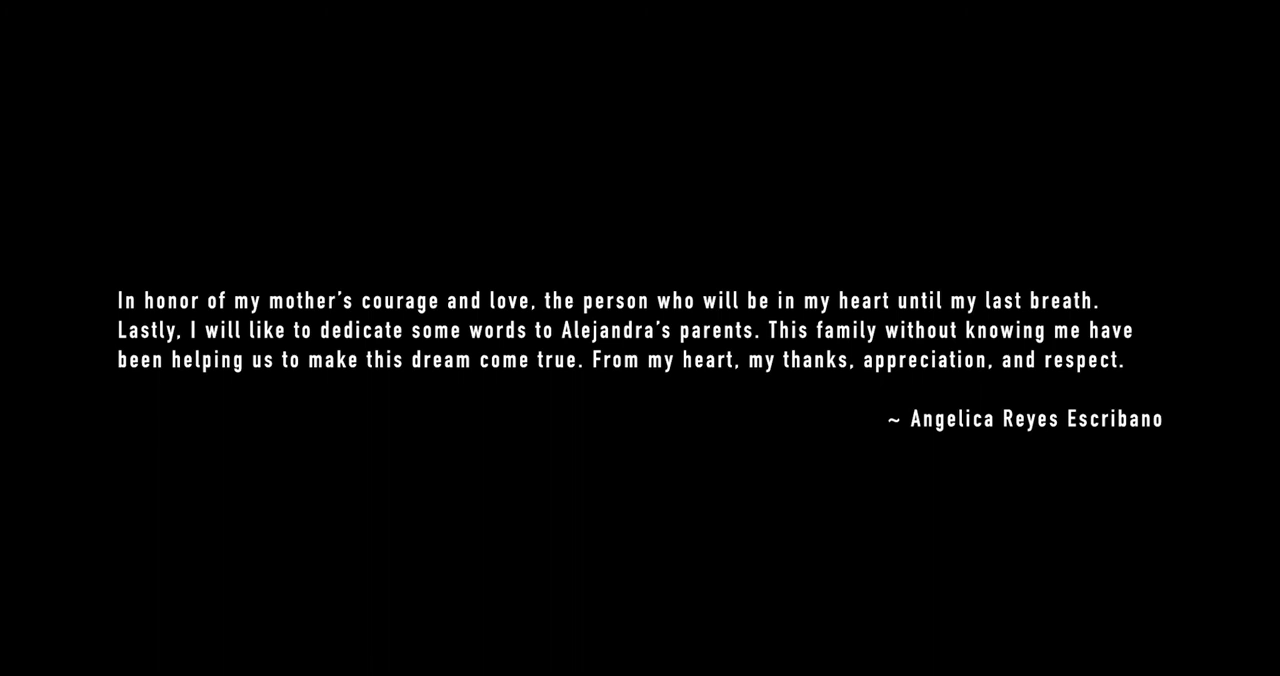 In honor of my mother’s courage and love, the person who will be in my heart until my last breath.
Lastly, I will like to dedicate some words to Alejandra’s parents. This family without knowing me have
been helping us to make this dream come true. From my heart, my thanks, appreciation, and respect.
~ Angelica Reyes Escribano